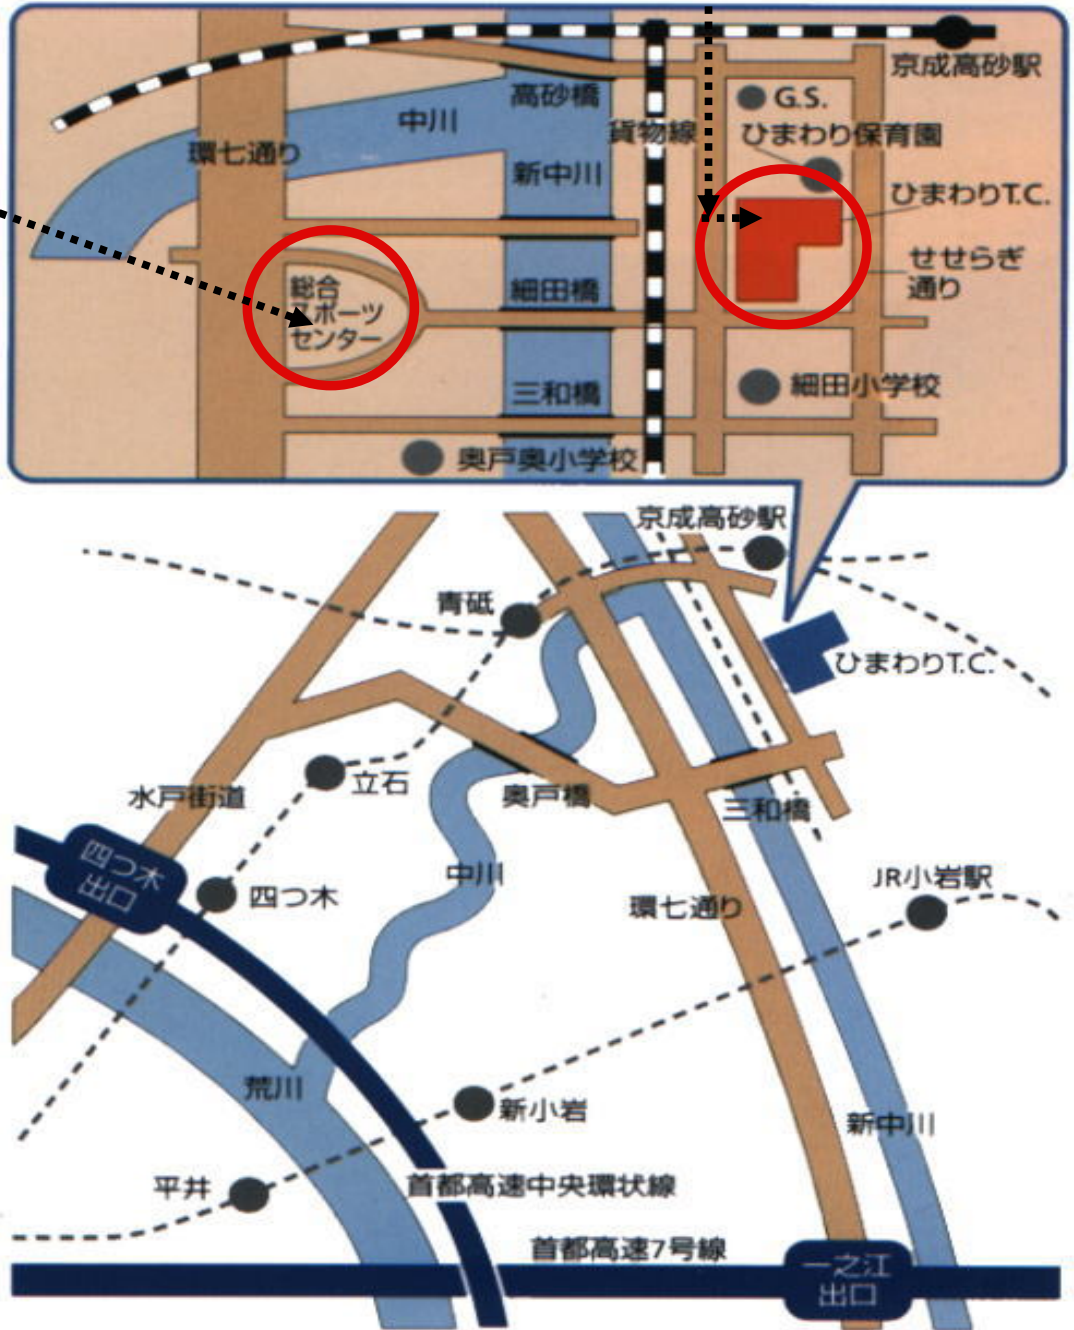 京成高砂駅
高砂橋
G.S.
中川
貨物線
ひまわり保育園
環七通り
新中川
ひまわりT.C.
せせらぎ
通り
総合
スポーツ
センター
細田橋
三和橋
細田小学校
奥戸奥小学校
京成高砂駅
青砥
ひまわりT.C.
立石
水戸街道
奥戸橋
三和橋
四つ木
出口
中川
JR小岩駅
四つ木
環七通り
荒川
新小岩
新中川
平井
首都高速中央環状線
首都高速7号線
一之江
出口